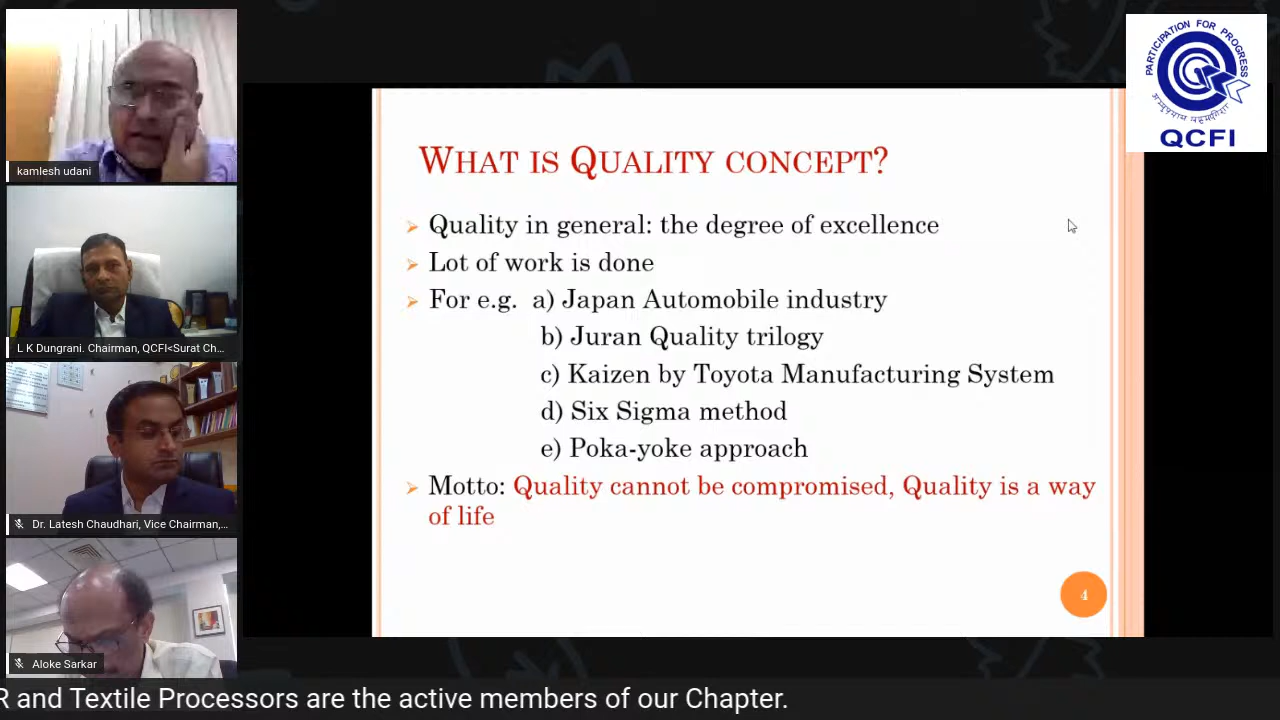 kamlesh udani
L K Dungrani. Chairman, QCFI<Surat Ch...
Dr. Latesh Chaudhari, Vice Chairman,...
Aloke Sarkar
WHAT IS QUALITY CONCEPT?
Quality in general: the degree of excellence
Lot of work is done
For e.g. a) Japan Automobile industry
b) Juran Quality trilogy
c) Kaizen by Toyota Manufacturing System
d) Six Sigma method
e) Poka-yoke approach
Motto: Quality cannot be compromised, Quality is a way
of life
4
PARTICIPATION FOR PROGRESS
QCFI
R and Textile Processors are the active members of our Chapter.